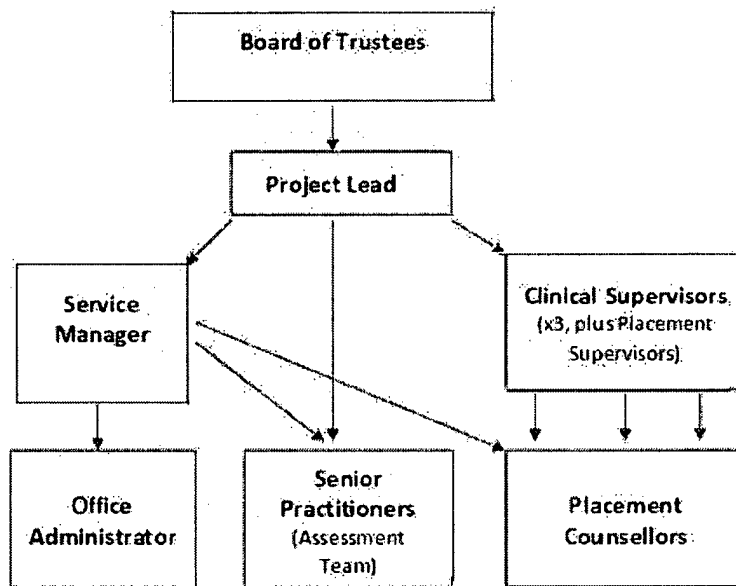 Board of Trustees
Project Lead
Service
Manager
Clinical Supervisors
(x3, plus Placement
Supervisors)
Office
Administrator
Senior
Practitioners
(Assessment
Team)
Placement
Counsellors